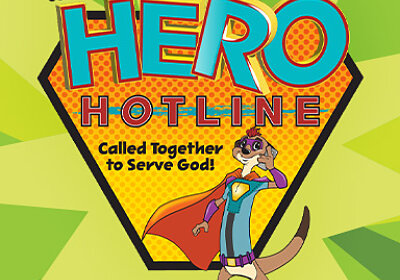 HERO
HOTLINE
Called Together
to Serve God!